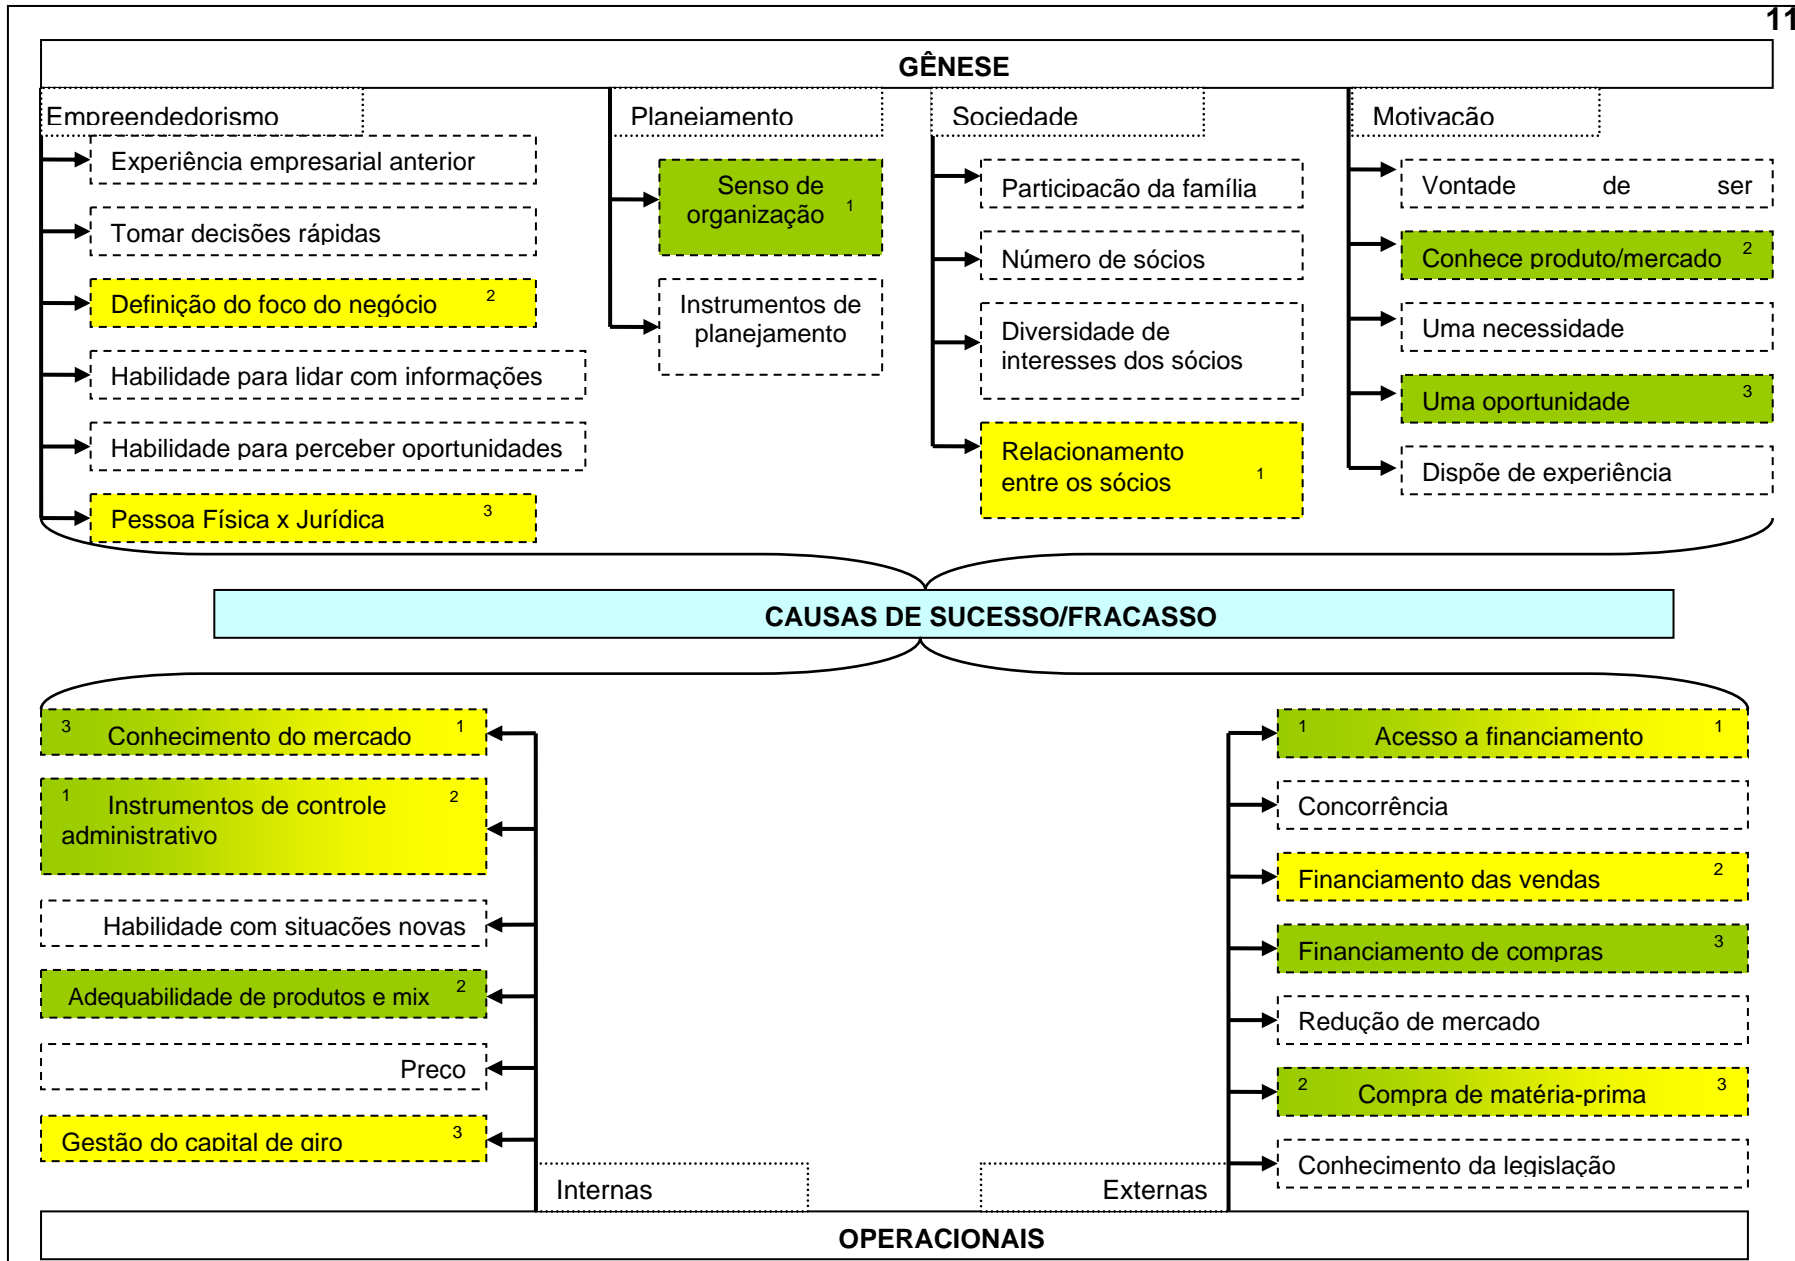 11
GÊNESE
Empreendedorismo
Experiência empresarial anterior
Tomar decisões rápidas
Definição do foco do negócio 2
Habilidade para lidar com informações
Habilidade para perceber oportunidades
Pessoa Física x Jurídica 3
Planejamento
Senso de
organização 1
Instrumentos de
planejamento
Sociedade
Participação da família
Número de sócios
Diversidade de
interesses dos sócios
Relacionamento
entre os sócios 1
Motivação
Vontade de ser
Conhece produto/mercado 2
Uma necessidade
Uma oportunidade 3
Dispõe de experiência
CAUSAS DE SUCESSO/FRACASSO
3 Conhecimento do mercado 1
1 Instrumentos de controle 2
administrativo
Habilidade com situações novas
Adequabilidade de produtos e mix 2
Preço
Gestão do capital de giro 3
Internas
1 Acesso a financiamento 1
Concorrência
Financiamento das vendas 2
Financiamento de compras 3
Redução de mercado
2 Compra de matéria-prima 3
Conhecimento da legislação
Externas
OPERACIONAIS